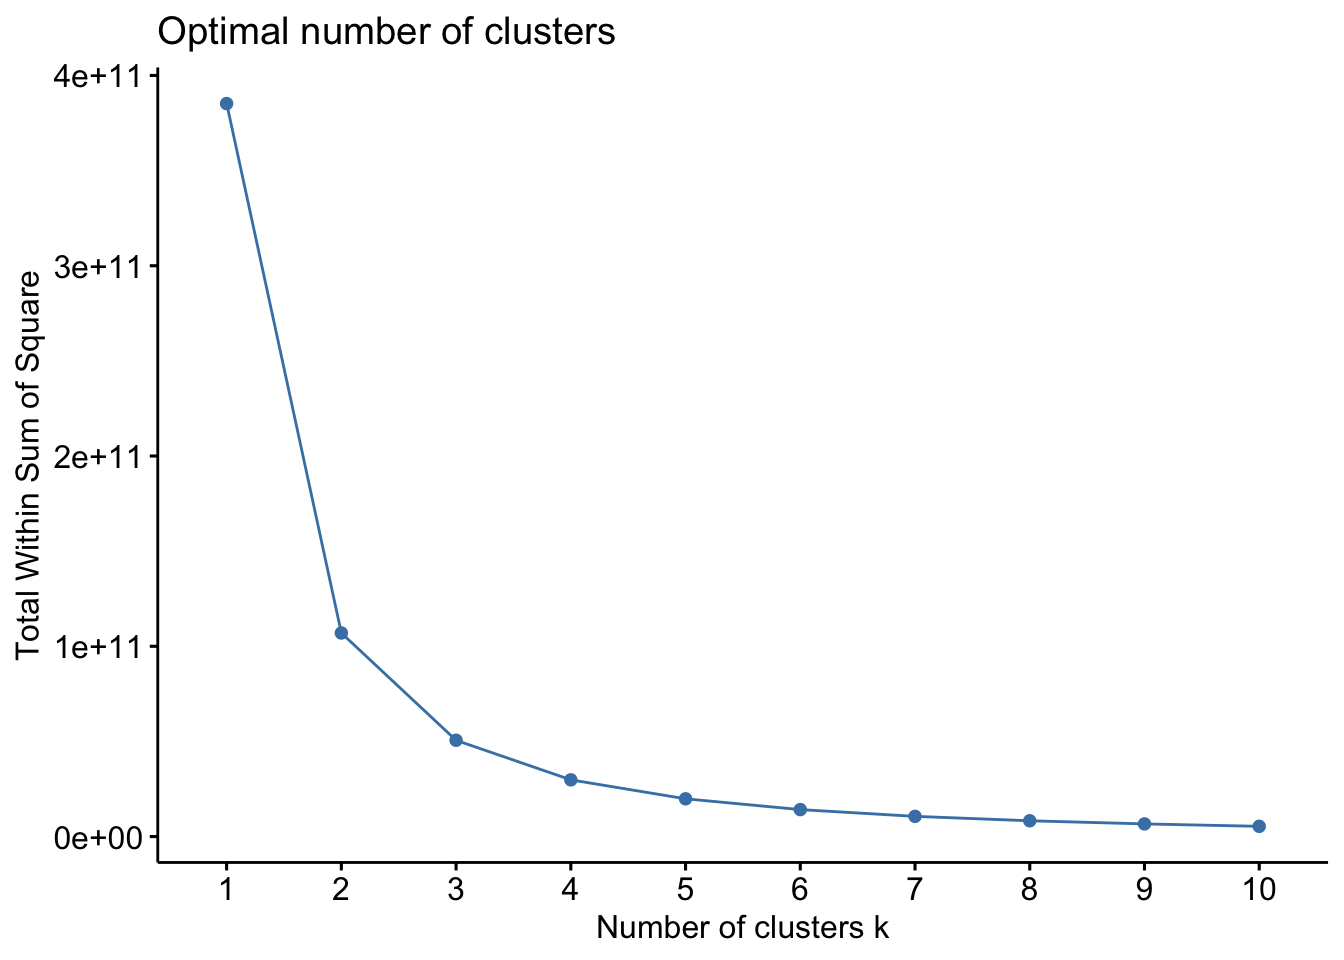 Optimal number of clusters
4e+11
3e+11
2e+11
1e+11
0e+00
Total Within Sum of Square
1 2 3 4 5 6 7 8 9 10
Number of clusters k